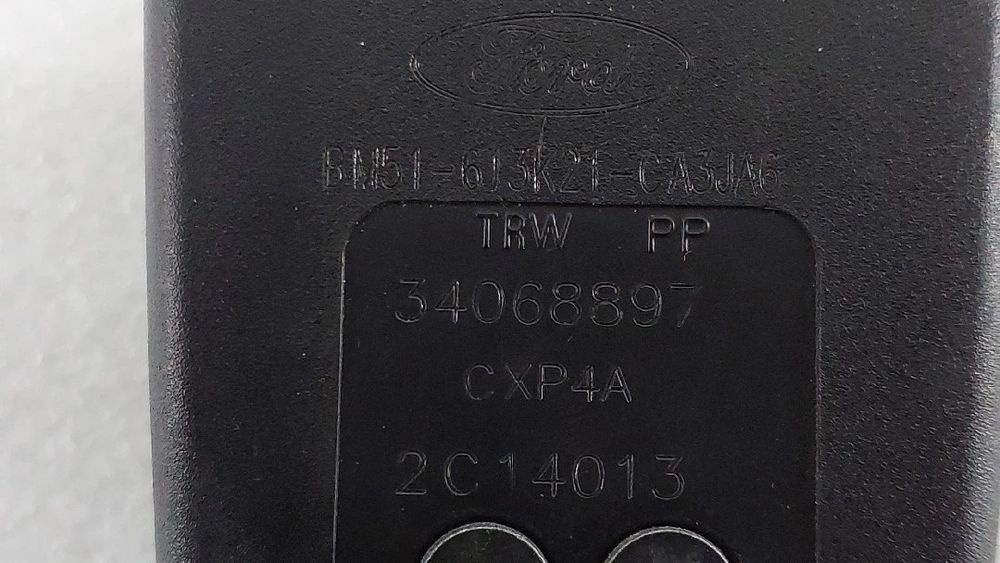 Ford
BM51-613K21-CA3JA6
TRW PP
34068897
CXP4A
2C14013